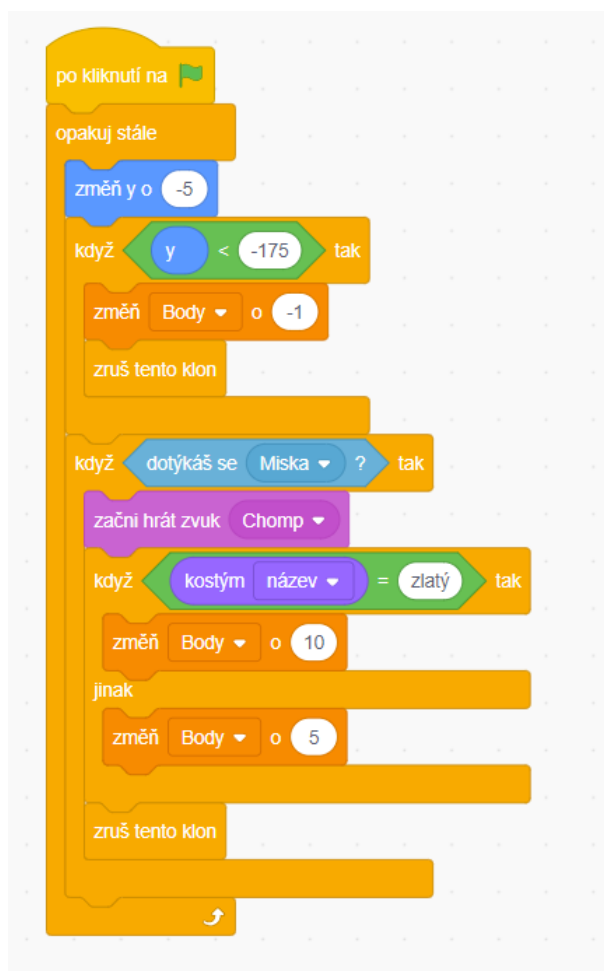 po kliknutí na
opakuj stále
změň y o -5
když y < -175 tak
změň Body o -1
zruš tento klon
když dotýkáš se Miska ? tak
začni hrát zvuk Chomp
když kostým název = zlatý tak
změň Body o 10
jinak
změň Body o 5
zruš tento klon